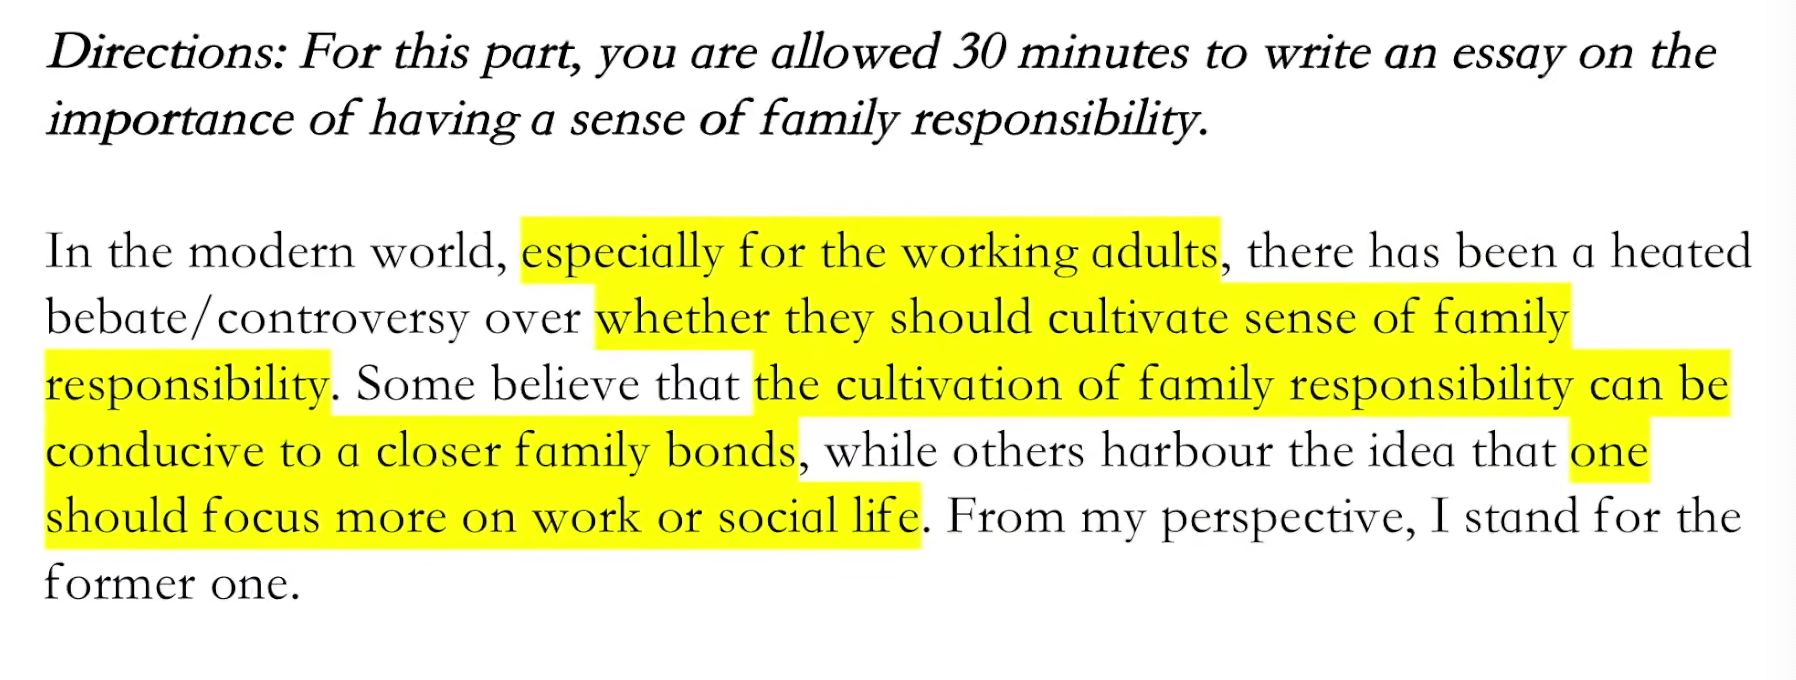 Directions: For this part, you are allowed 30 minutes to write an essay on the
importance of having a sense of family responsibility.
In the modern world, especially for the working adults, there has been a heated
bebate/controversy over whether they should cultivate sense of family
responsibility. Some believe that the cultivation of family responsibility can be
conducive to a closer family bonds, while others harbour the idea that one
should focus more on work or social life. From my perspective, I stand for the
former one.